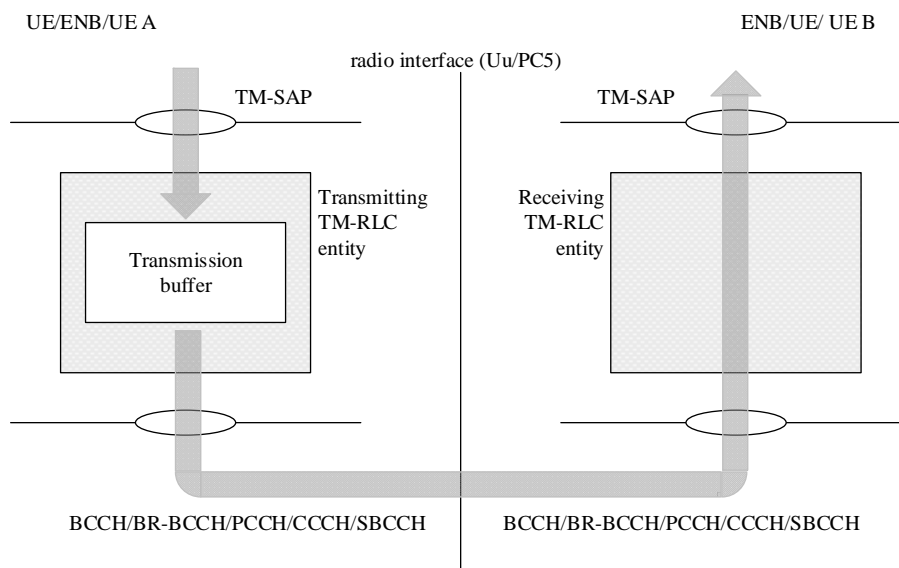 UE/ENB/UE A
ENB/UE/ UE B
radio interface (Uu/PC5)
TM-SAP
TM-SAP
Transmitting
TM-RLC
entity
Receiving
TM-RLC
entity
Transmission
buffer
BCCH/BR-BCCH/PCCH/CCCH/SBCCH
BCCH/BR-BCCH/PCCH/CCCH/SBCCH